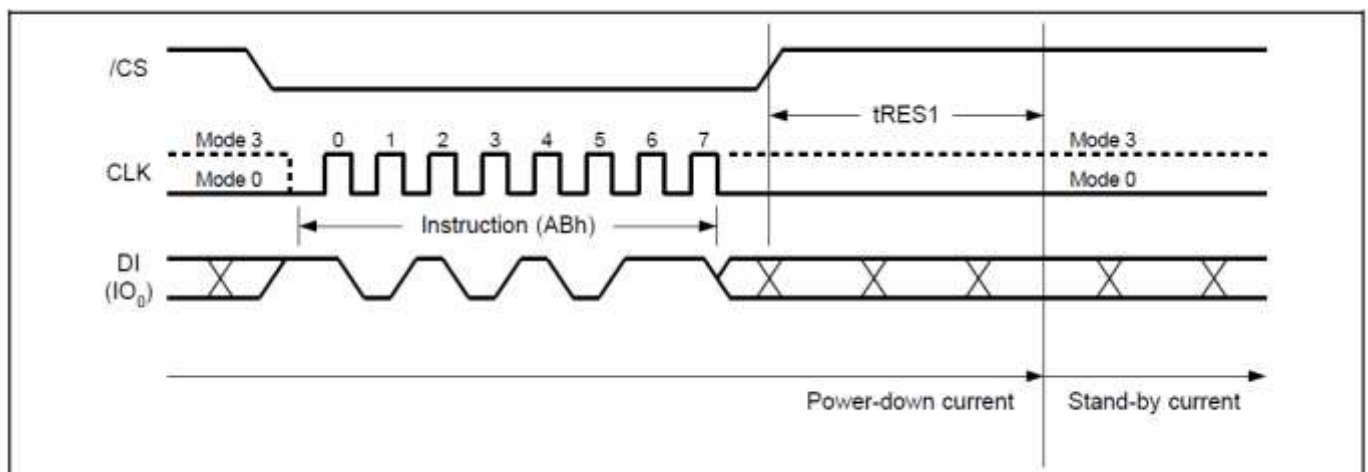 /CS
tRES1
Mode 3 0 1 2 3 4 5 6 7 Mode 3
CLK
Mode 0 Mode 0
Instruction (ABh)
DI
(IO₀)
Power-down current Stand-by current